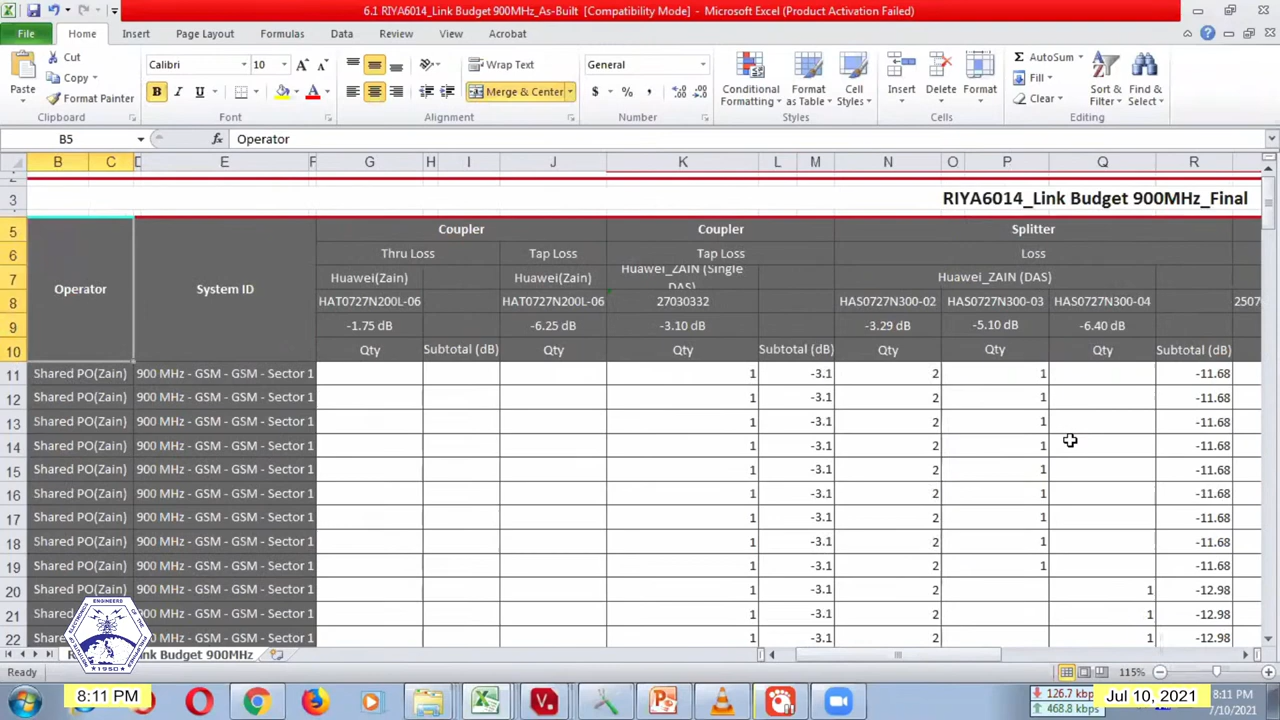 6.1 RIYA6014_Link Budget 900MHz_As-Built [Compatibility Mode] - Microsoft Excel (Product Activation Failed)
File Home Insert Page Layout Formulas Data Review View Acrobat
Cut Calibri 10 Wrap Text General AutoSum
Copy Fill
Paste Format Painter B I U Merge & Center $ % , Conditional Formatting Format as Table Cell Styles Insert Delete Format Clear Sort & Filter Find & Select
Clipboard Font Alignment Number Styles Cells Editing
B5 fx Operator
B C D E F G H I J K L M N O P Q R
2
3 RIYA6014_Link Budget 900MHz_Final
5 Operator System ID Coupler Coupler Splitter
6 Thru Loss Tap Loss Tap Loss Loss
7 Huawei(Zain) Huawei(Zain) Huawei_ZAIN (Single DAS) Huawei_ZAIN (DAS)
8 HAT0727N200L-06 HAT0727N200L-06 27030332 HAS0727N300-02 HAS0727N300-03 HAS0727N300-04 2507
9 -1.75 dB -6.25 dB -3.10 dB -3.29 dB -5.10 dB -6.40 dB
10 Qty Subtotal (dB) Qty Qty Subtotal (dB) Qty Qty Qty Subtotal (dB)
11 Shared PO(Zain) 900 MHz - GSM - GSM - Sector 1 1 -3.1 2 1 -11.68
12 Shared PO(Zain) 900 MHz - GSM - GSM - Sector 1 1 -3.1 2 1 -11.68
13 Shared PO(Zain) 900 MHz - GSM - GSM - Sector 1 1 -3.1 2 1 -11.68
14 Shared PO(Zain) 900 MHz - GSM - GSM - Sector 1 1 -3.1 2 1 -11.68
15 Shared PO(Zain) 900 MHz - GSM - GSM - Sector 1 1 -3.1 2 1 -11.68
16 Shared PO(Zain) 900 MHz - GSM - GSM - Sector 1 1 -3.1 2 1 -11.68
17 Shared PO(Zain) 900 MHz - GSM - GSM - Sector 1 1 -3.1 2 1 -11.68
18 Shared PO(Zain) 900 MHz - GSM - GSM - Sector 1 1 -3.1 2 1 -11.68
19 Shared PO(Zain) 900 MHz - GSM - GSM - Sector 1 1 -3.1 2 1 -11.68
20 Shared PO(Zain) 900 MHz - GSM - GSM - Sector 1 1 -3.1 2 1 -12.98
21 900 MHz - GSM - GSM - Sector 1 1 -3.1 2 1 -12.98
22 900 MHz - GSM - GSM - Sector 1 1 -3.1 2 1 -12.98
1950
Link Budget 900MHz
Ready 115%
8:11 PM 126.7 kbps Jul 10, 2021 8:11 PM
468.8 kbps 7/10/2021